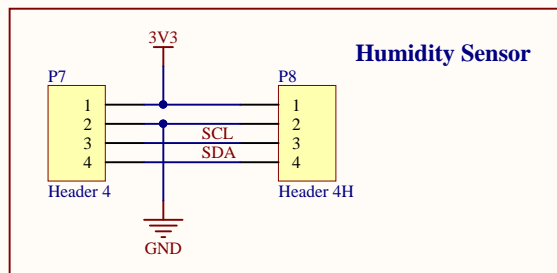 3V3
Humidity Sensor
P7
P8
1
1
2
2
SCL
3
3
SDA
4
4
Header 4
Header 4H
GND